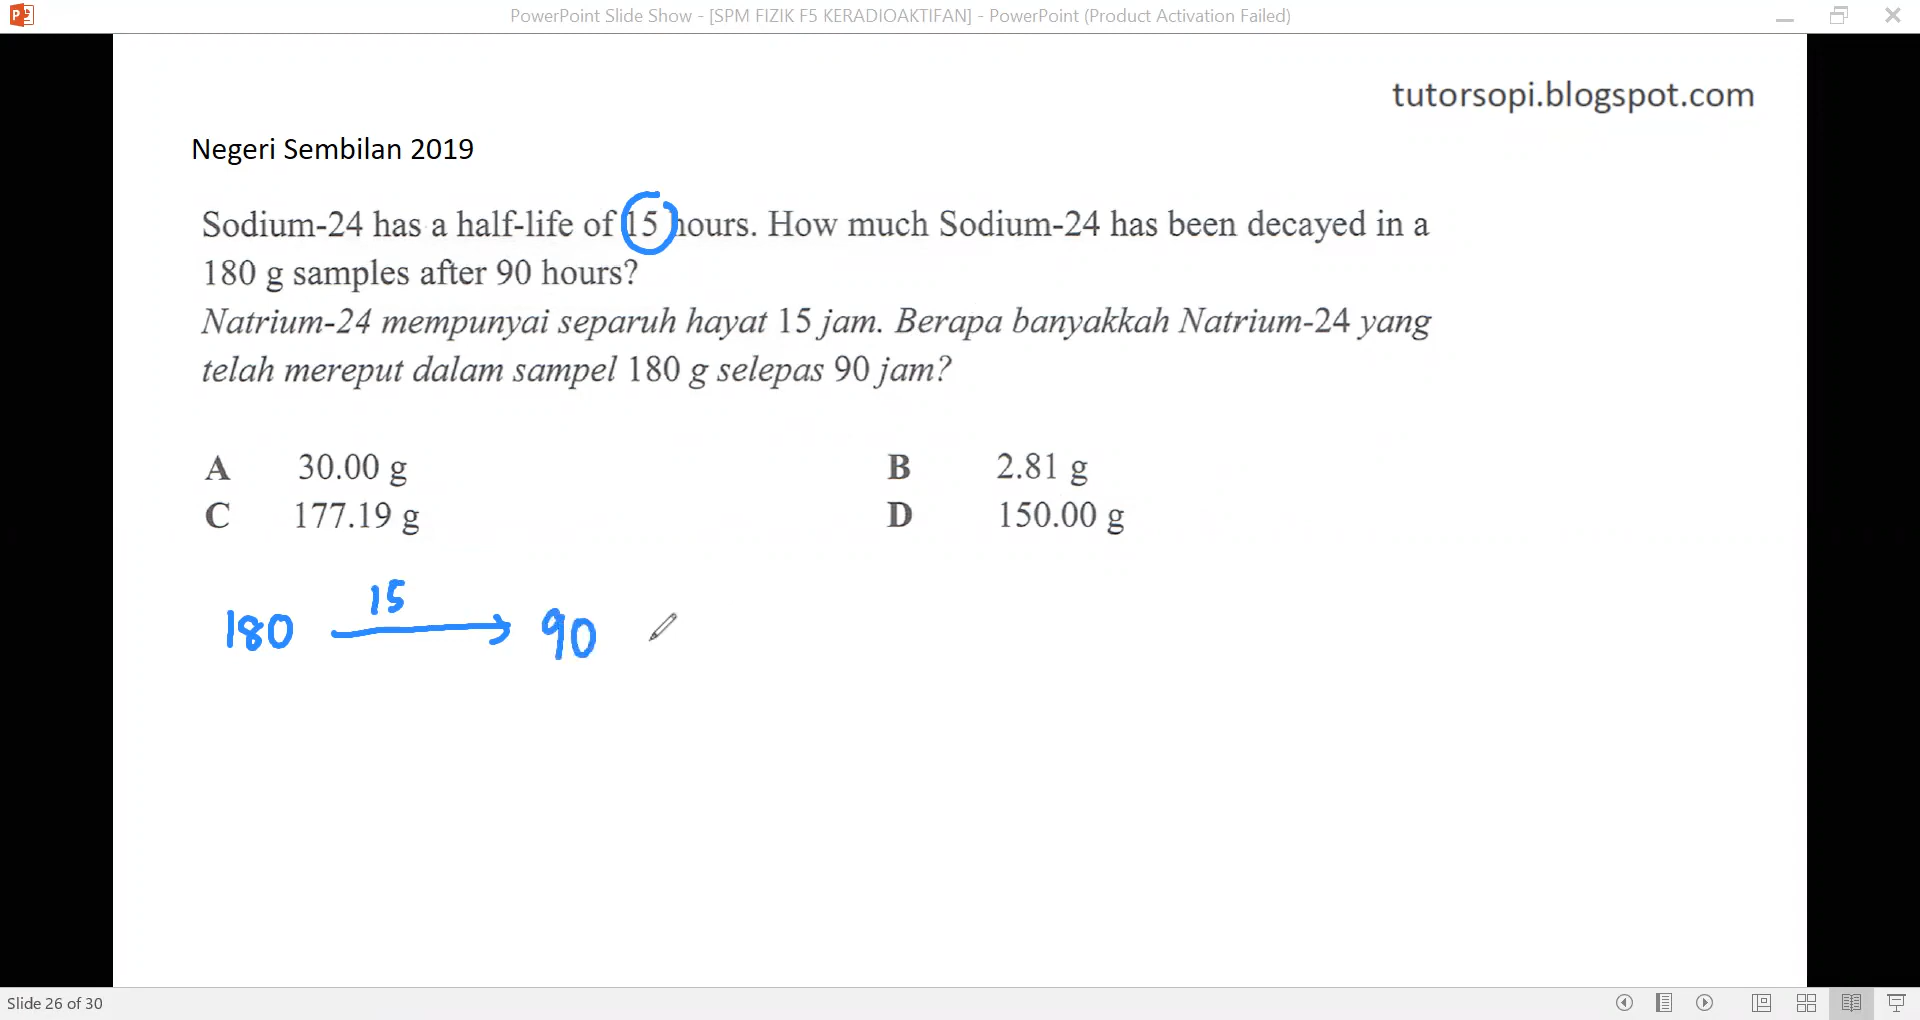 PowerPoint Slide Show - [SPM FIZIK F5 KERADIOAKTIFAN] - PowerPoint (Product Activation Failed)
tutorsopi.blogspot.com
Negeri Sembilan 2019
Sodium-24 has a half-life of 15 hours. How much Sodium-24 has been decayed in a
180 g samples after 90 hours?
Natrium-24 mempunyai separuh hayat 15 jam. Berapa banyakkah Natrium-24 yang
telah mereput dalam sampel 180 g selepas 90 jam?
A 30.00 g B 2.81 g
C 177.19 g D 150.00 g
15
180 → 90
Slide 26 of 30